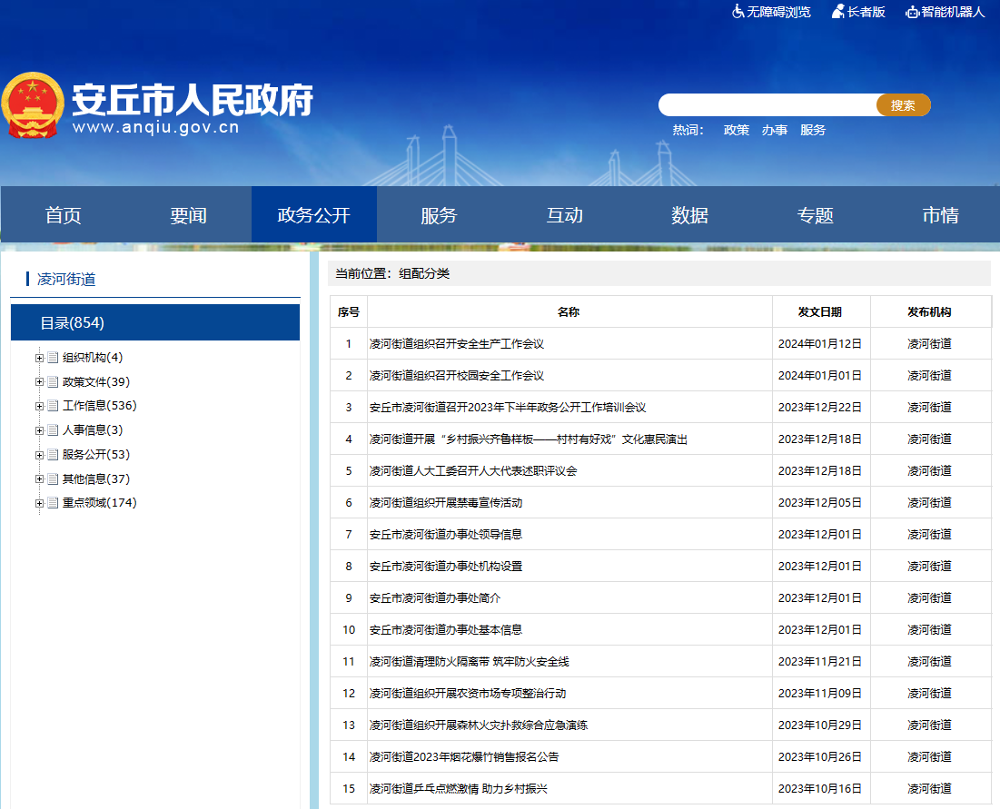 无障碍浏览 长者版 智能机器人
安丘市人民政府
www.anqiu.gov.cn
搜索
热词： 政策 办事 服务
首页 要闻 政务公开 服务 互动 数据 专题 市情
凌河街道
目录(854)
组织机构(4)
政策文件(39)
工作信息(536)
人事信息(3)
服务公开(53)
其他信息(37)
重点领域(174)
当前位置：组配分类
序号 名称 发文日期 发布机构
1 凌河街道组织召开安全生产工作会议 2024年01月12日 凌河街道
2 凌河街道组织召开校园安全工作会议 2024年01月01日 凌河街道
3 安丘市凌河街道召开2023年下半年政务公开工作培训会议 2023年12月22日 凌河街道
4 凌河街道开展“乡村振兴齐鲁样板——村村有好戏”文化惠民演出 2023年12月18日 凌河街道
5 凌河街道人大工委召开人大代表述职评议会 2023年12月18日 凌河街道
6 凌河街道组织开展禁毒宣传活动 2023年12月05日 凌河街道
7 安丘市凌河街道办事处领导信息 2023年12月01日 凌河街道
8 安丘市凌河街道办事处机构设置 2023年12月01日 凌河街道
9 安丘市凌河街道办事处简介 2023年12月01日 凌河街道
10 安丘市凌河街道办事处基本信息 2023年12月01日 凌河街道
11 凌河街道清理防火隔离带 筑牢防火安全线 2023年11月21日 凌河街道
12 凌河街道组织开展农资市场专项整治行动 2023年11月09日 凌河街道
13 凌河街道组织开展森林火灾扑救综合应急演练 2023年10月29日 凌河街道
14 凌河街道2023年烟花爆竹销售报名公告 2023年10月26日 凌河街道
15 凌河街道乒乓点燃激情 助力乡村振兴 2023年10月16日 凌河街道